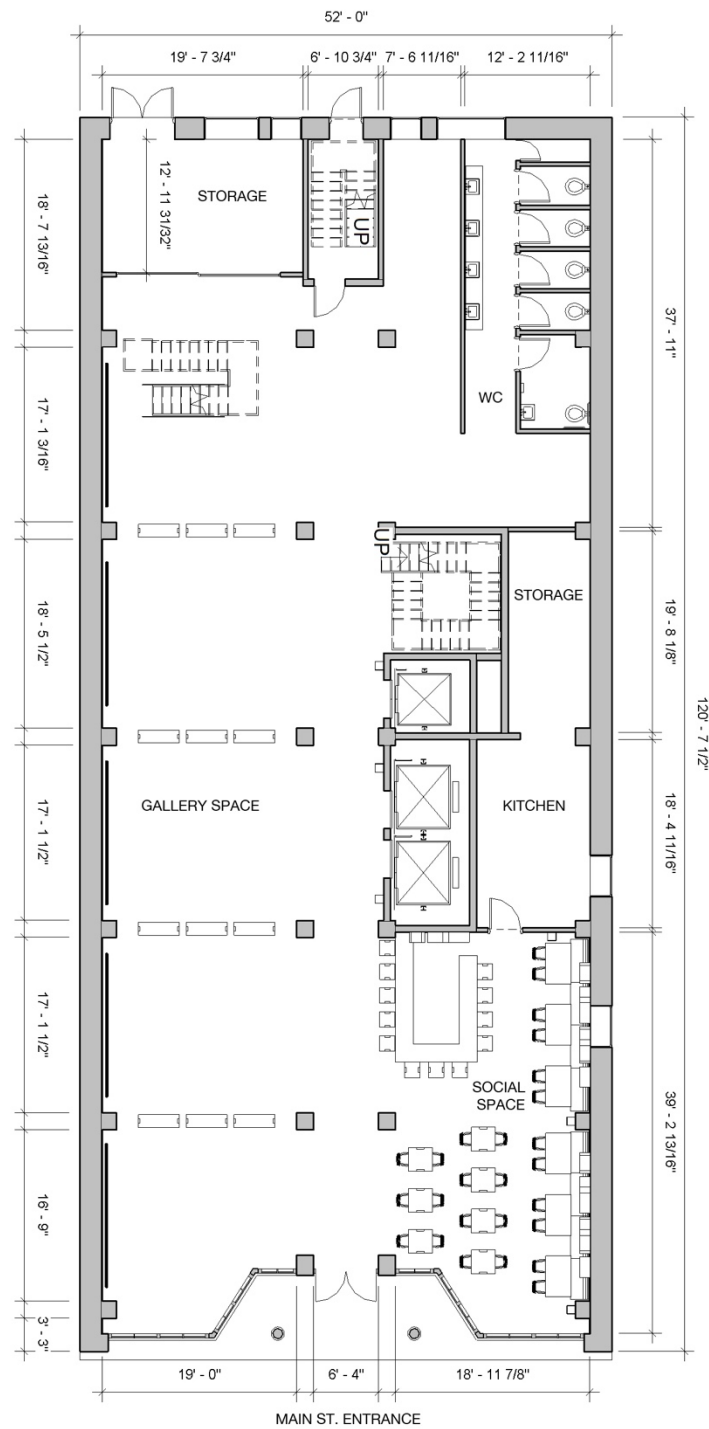 52' - 0"
19' - 7 3/4"
6' - 10 3/4"
7' - 6 11/16"
12' - 2 11/16"
18' - 7 13/16"
12' - 11 31/32"
STORAGE
UP
37' - 11"
17' - 1 3/16"
WC
UP
18' - 5 1/2"
STORAGE
19' - 8 1/8"
120' - 7 1/2"
17' - 1 1/2"
GALLERY SPACE
KITCHEN
18' - 4 11/16"
17' - 1 1/2"
SOCIAL
SPACE
39' - 2 13/16"
16' - 9"
3' - 3"
19' - 0"
6' - 4"
18' - 11 7/8"
MAIN ST. ENTRANCE